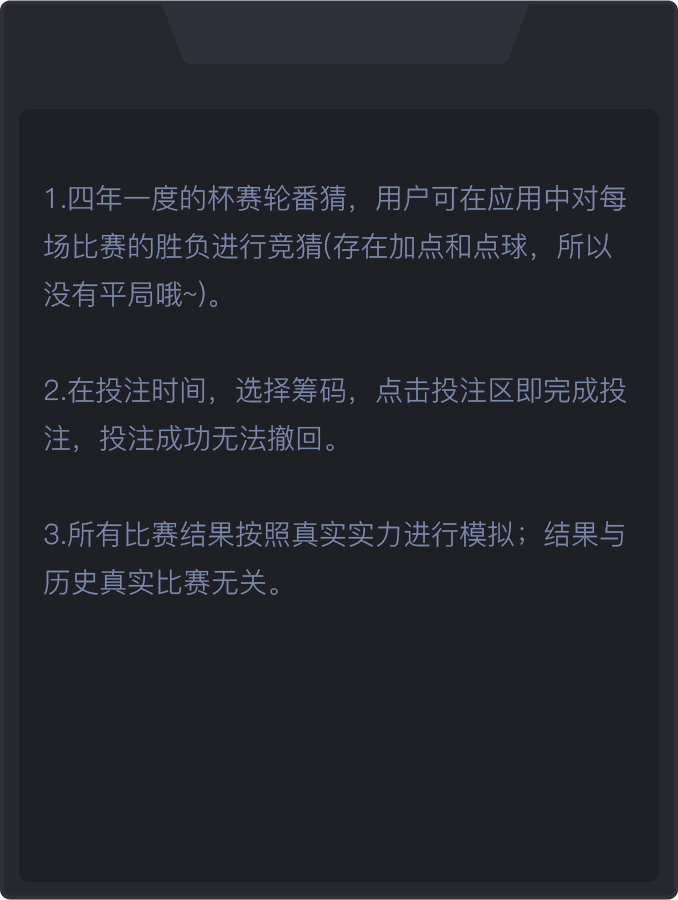 1.四年一度的杯赛轮番猜，用户可在应用中对每
场比赛的胜负进行竞猜(存在加点和点球，所以
没有平局哦~)。
2.在投注时间，选择筹码，点击投注区即完成投
注，投注成功无法撤回。
3.所有比赛结果按照真实实力进行模拟；结果与
历史真实比赛无关。